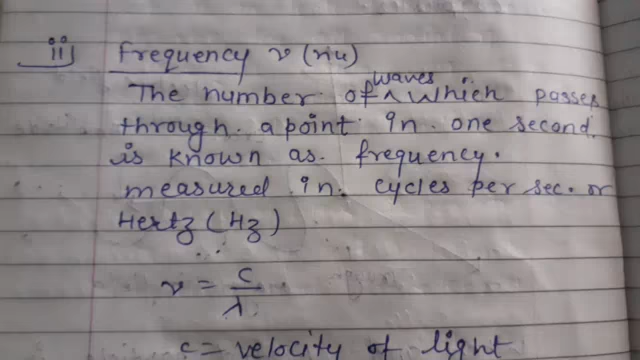 ii) frequency ν (niu)
The number of ^ waves which passes
through a point in one second
is known as frequency.
measured in cycles per sec. or
Hertz (Hz)
ν = c/λ
c = velocity of light